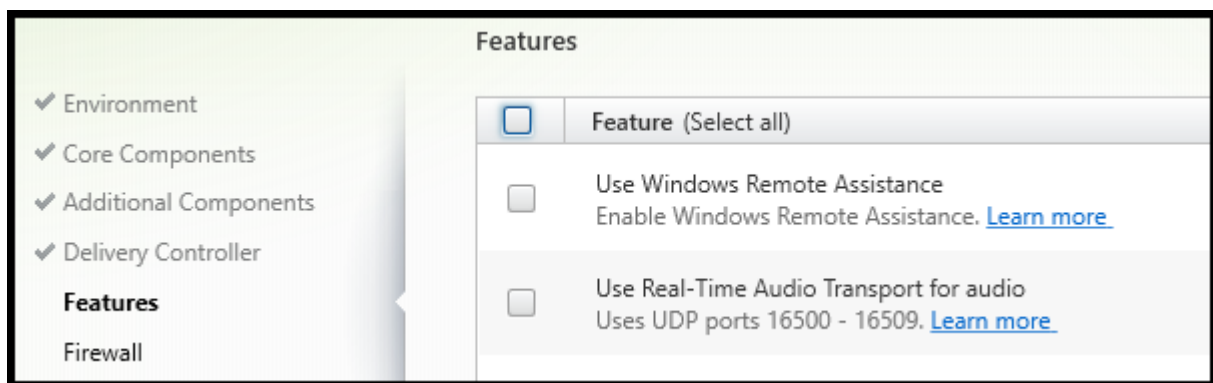 Features
Environment
Core Components
Additional Components
Delivery Controller
Features
Firewall
Feature (Select all)
Use Windows Remote Assistance
Enable Windows Remote Assistance. Learn more
Use Real-Time Audio Transport for audio
Uses UDP ports 16500 - 16509. Learn more